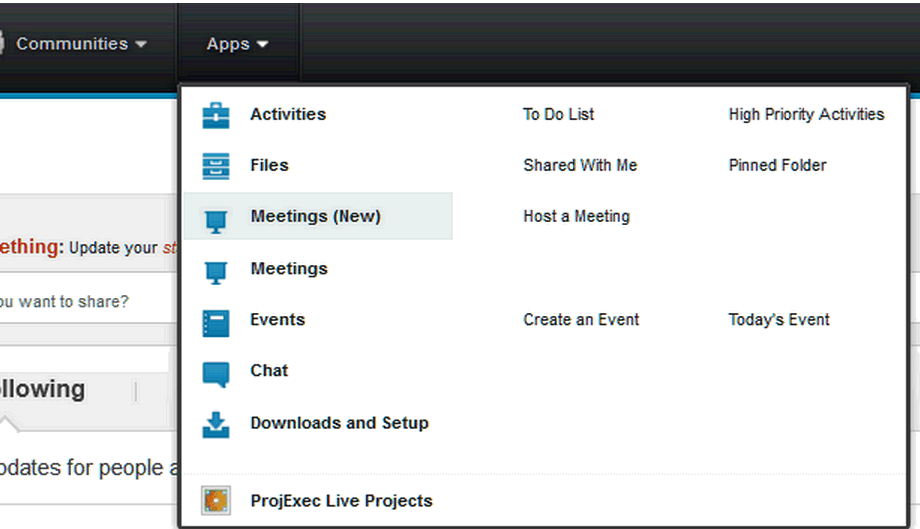 Communities
Apps
Activities To Do List High Priority Activities
Files Shared With Me Pinned Folder
Meetings (New) Host a Meeting
ething: Update your st
Meetings
ou want to share?
Events Create an Event Today's Event
Chat
llowing
Downloads and Setup
odates for people a
ProjExec Live Projects